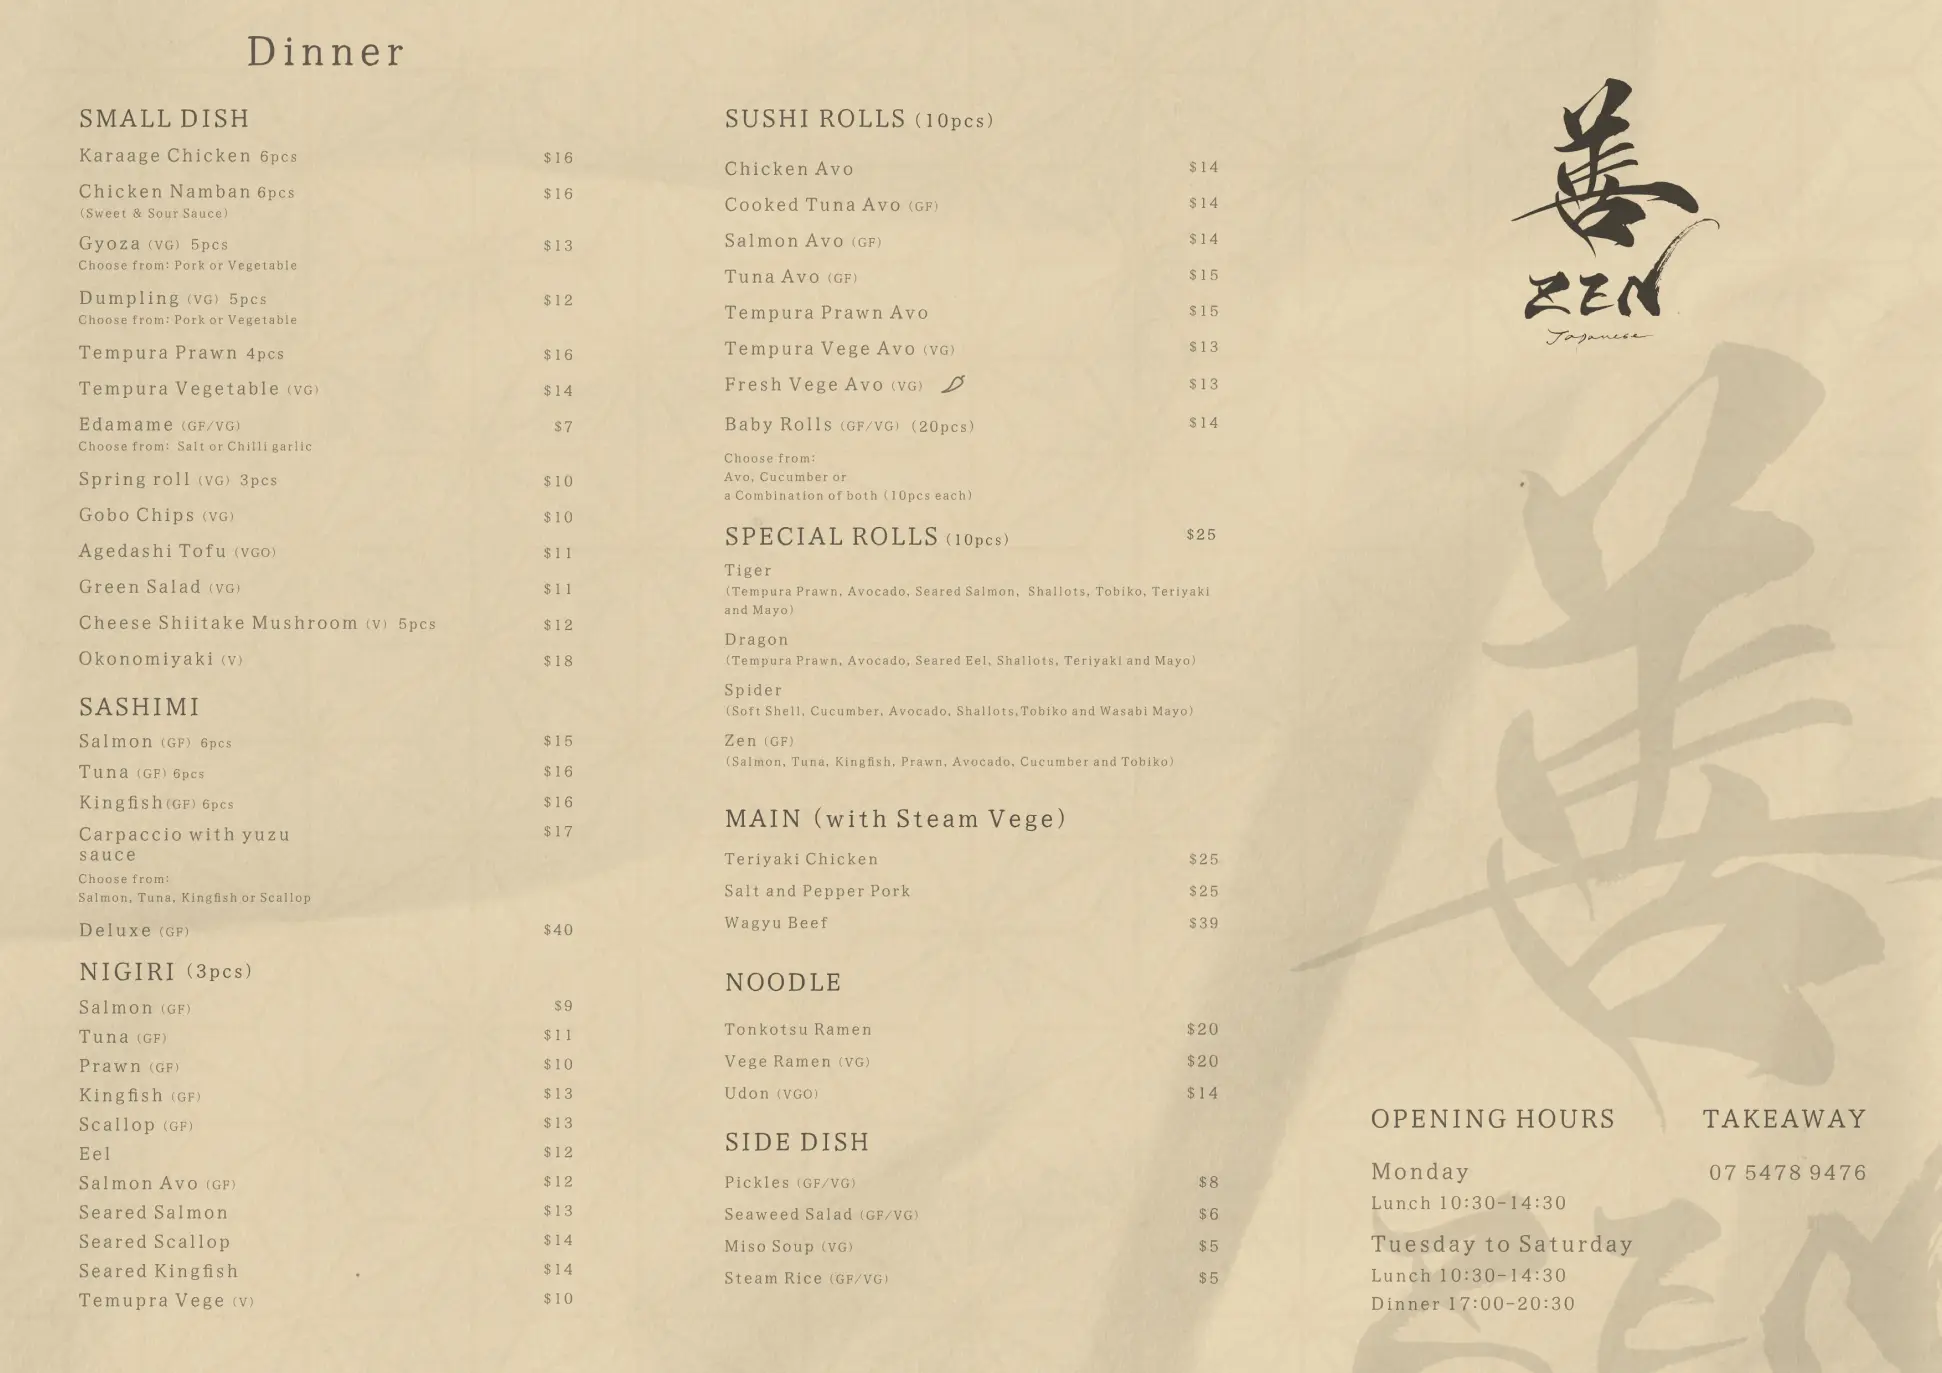 Dinner
SMALL DISH
Karaage Chicken 6pcs $16
Chicken Namban 6pcs $16
(Sweet & Sour Sauce)
Gyoza (VG) 5pcs $13
Choose from: Pork or Vegetable
Dumpling (VG) 5pcs $12
Choose from: Pork or Vegetable
Tempura Prawn 4pcs $16
Tempura Vegetable (VG) $14
Edamame (GF/VG) $7
Choose from: Salt or Chilli garlic
Spring roll (VG) 3pcs $10
Gobo Chips (VG) $10
Agedashi Tofu (VGO) $11
Green Salad (VG) $11
Cheese Shiitake Mushroom (V) 5pcs $12
Okonomiyaki (V) $18
SASHIMI
Salmon (GF) 6pcs $15
Tuna (GF) 6pcs $16
Kingfish(GF) 6pcs $16
Carpaccio with yuzu $17
sauce
Choose from:
Salmon, Tuna, Kingfish or Scallop
Deluxe (GF) $40
NIGIRI (3pcs)
Salmon (GF) $9
Tuna (GF) $11
Prawn (GF) $10
Kingfish (GF) $13
Scallop (GF) $13
Eel $12
Salmon Avo (GF) $12
Seared Salmon $13
Seared Scallop $14
Seared Kingfish $14
Temupra Vege (V) $10
SUSHI ROLLS (10pcs)
Chicken Avo $14
Cooked Tuna Avo (GF) $14
Salmon Avo (GF) $14
Tuna Avo (GF) $15
Tempura Prawn Avo $15
Tempura Vege Avo (VG) $13
Fresh Vege Avo (VG) $13
Baby Rolls (GF/VG) (20pcs) $14
Choose from:
Avo, Cucumber or
a Combination of both (10pcs each)
SPECIAL ROLLS (10pcs) $25
Tiger
(Tempura Prawn, Avocado, Seared Salmon, Shallots, Tobiko, Teriyaki
and Mayo)
Dragon
(Tempura Prawn, Avocado, Seared Eel, Shallots, Teriyaki and Mayo)
Spider
(Soft Shell, Cucumber, Avocado, Shallots,Tobiko and Wasabi Mayo)
Zen (GF)
(Salmon, Tuna, Kingfish, Prawn, Avocado, Cucumber and Tobiko)
MAIN (with Steam Vege)
Teriyaki Chicken $25
Salt and Pepper Pork $25
Wagyu Beef $39
NOODLE
Tonkotsu Ramen $20
Vege Ramen (VG) $20
Udon (VGO) $14
SIDE DISH
Pickles (GF/VG) $8
Seaweed Salad (GF/VG) $6
Miso Soup (VG) $5
Steam Rice (GF/VG) $5
善
ZEN
Japanese
善
ZEN
OPENING HOURS
Monday
Lunch 10:30-14:30
Tuesday to Saturday
Lunch 10:30-14:30
Dinner 17:00-20:30
TAKEAWAY
07 5478 9476